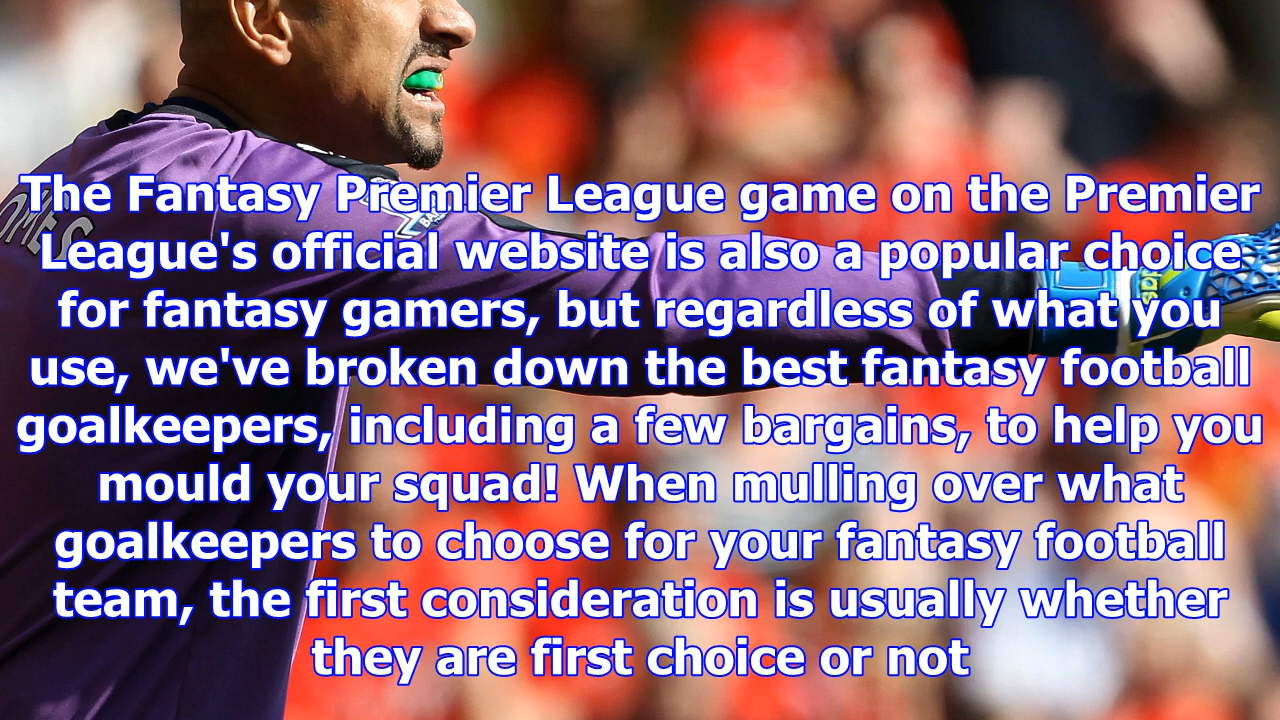 The Fantasy Premier League game on the Premier
League's official website is also a popular choice
for fantasy gamers, but regardless of what you
use, we've broken down the best fantasy football
goalkeepers, including a few bargains, to help you
mould your squad! When mulling over what
goalkeepers to choose for your fantasy football
team, the first consideration is usually whether
they are first choice or not
OMES
adidas